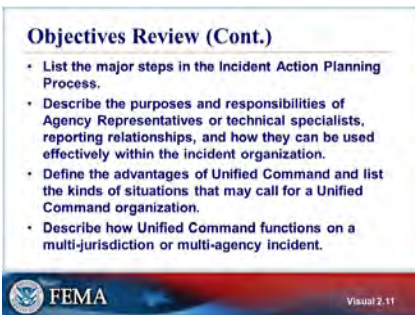 Objectives Review (Cont.)
• List the major steps in the Incident Action Planning
Process.
• Describe the purposes and responsibilities of
Agency Representatives or technical specialists,
reporting relationships, and how they can be used
effectively within the incident organization.
• Define the advantages of Unified Command and list
the kinds of situations that may call for a Unified
Command organization.
• Describe how Unified Command functions on a
multi-jurisdiction or multi-agency incident.
FEMA
Visual 2.11